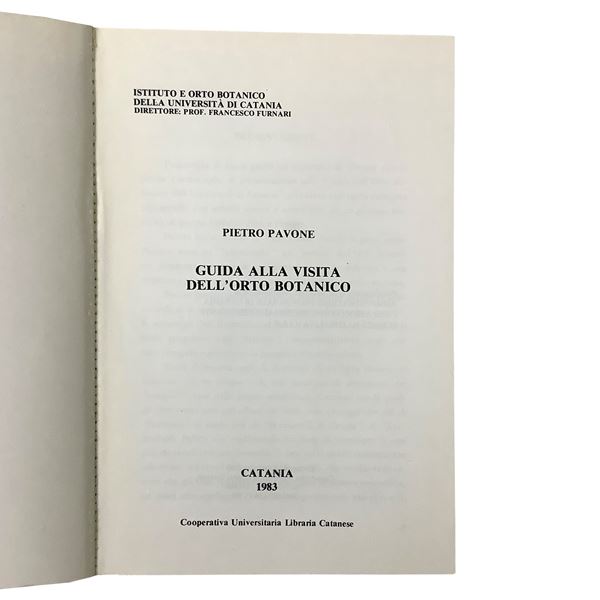 ISTITUTO E ORTO BOTANICO
DELLA UNIVERSITÀ DI CATANIA
DIRETTORE: PROF. FRANCESCO FURNARI
PIETRO PAVONE
GUIDA ALLA VISITA
DELL'ORTO BOTANICO
CATANIA
1983
Cooperativa Universitaria Libraria Catanese